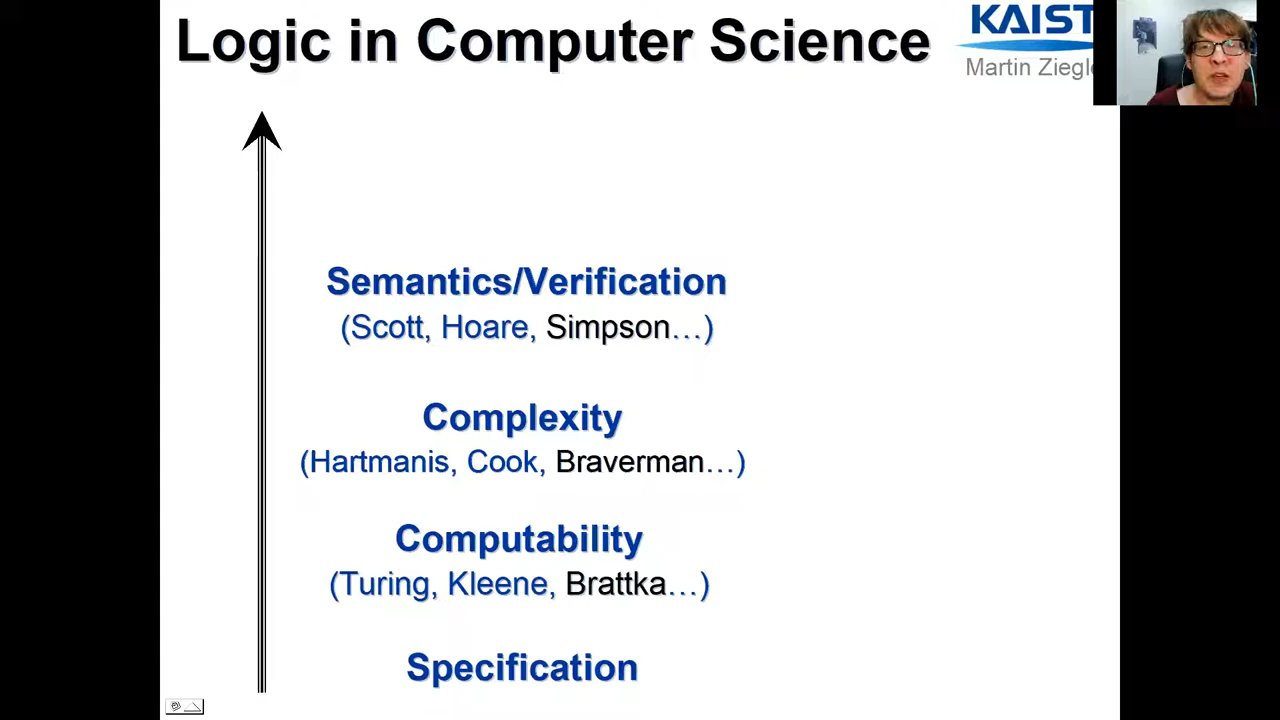 Logic in Computer Science
KAIST
Martin Ziegle
Semantics/Verification
(Scott, Hoare, Simpson…)
Complexity
(Hartmanis, Cook, Braverman…)
Computability
(Turing, Kleene, Brattka…)
Specification